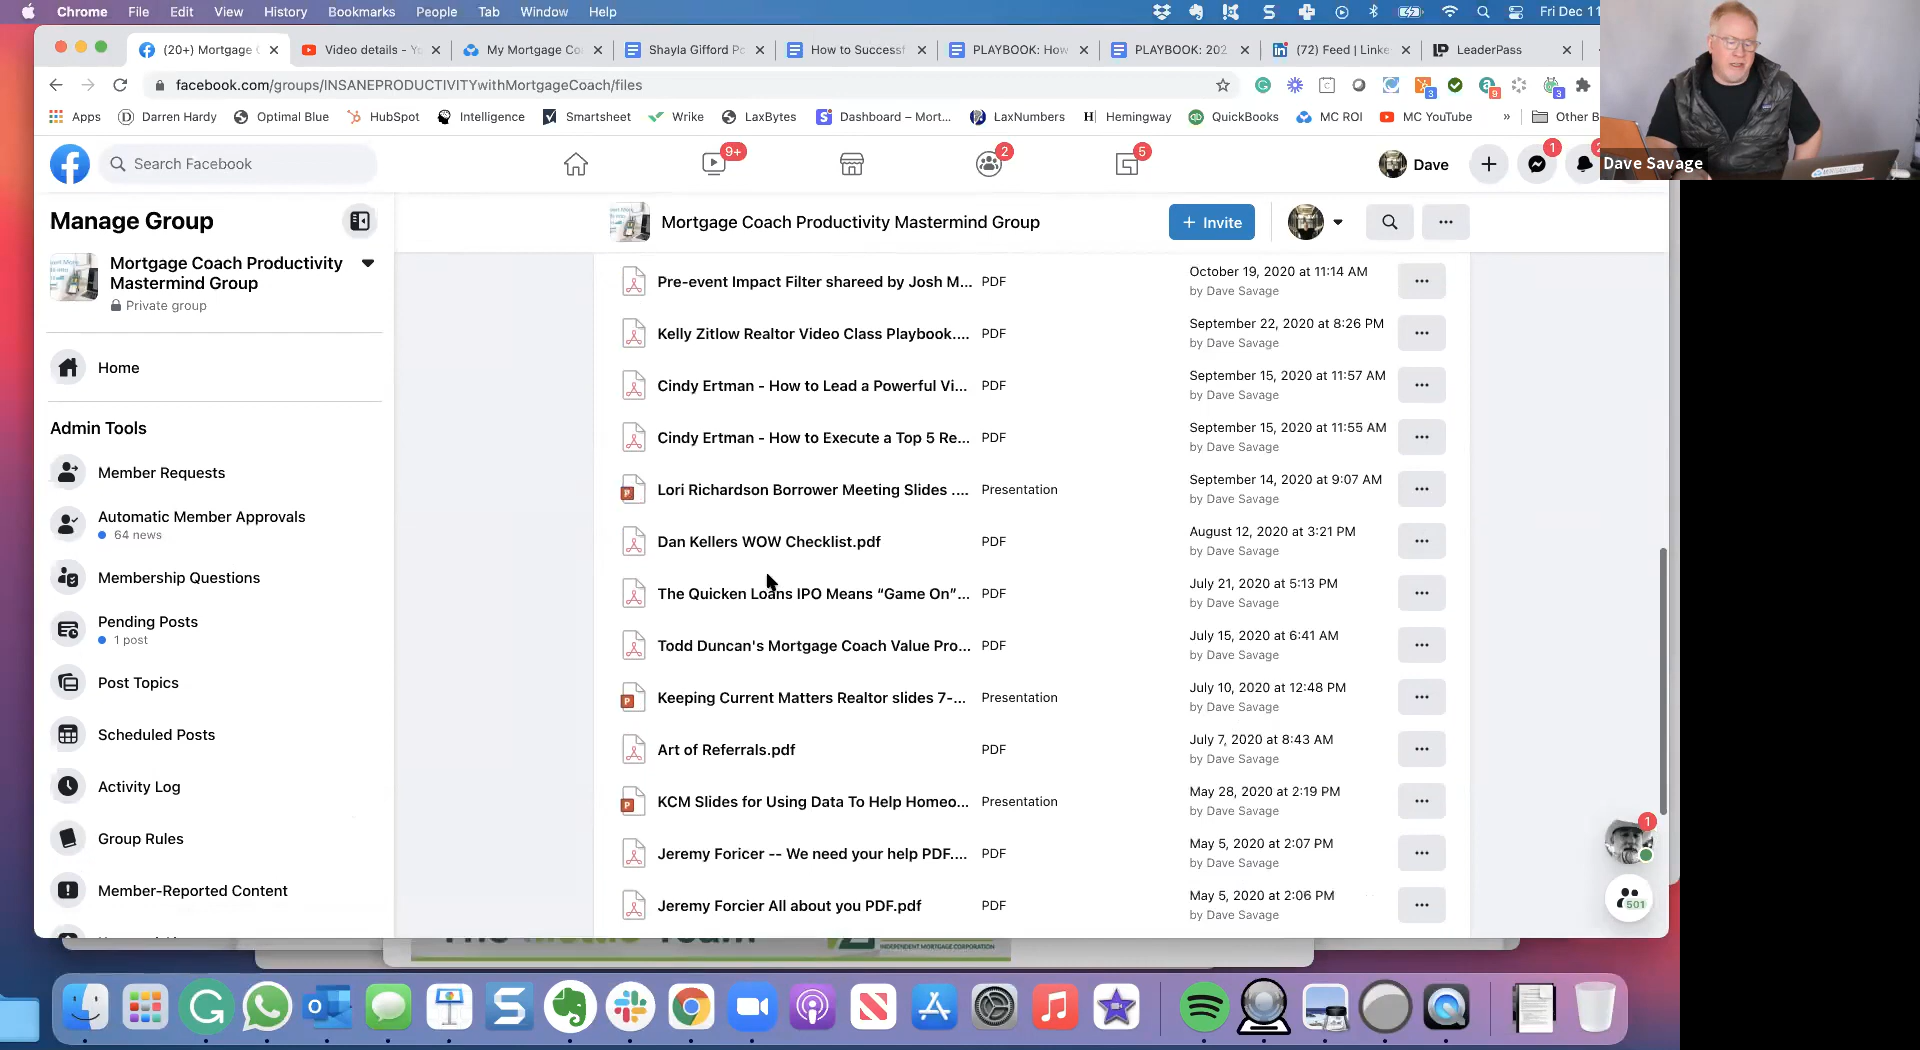 Chrome File Edit View History Bookmarks People Tab Window Help Fri Dec 11
(20+) Mortgage Video details - Y My Mortgage Co Shayla Gifford Po How to Successf PLAYBOOK: How PLAYBOOK: 202 (72) Feed | Linke LeaderPass
facebook.com/groups/INSANEPRODUCTIVITYwithMortgageCoach/files
Apps Darren Hardy Optimal Blue HubSpot Intelligence Smartsheet Wrike LaxBytes Dashboard – Mort... LaxNumbers Hemingway QuickBooks MC ROI MC YouTube » Other B
Search Facebook 9+ 2 5 Dave 1
Dave Savage
Manage Group
Mortgage Coach Productivity Mastermind Group + Invite
Mortgage Coach Productivity
Mastermind Group
Private group
Home
Admin Tools
Member Requests
Automatic Member Approvals
64 news
Membership Questions
Pending Posts
1 post
Post Topics
Scheduled Posts
Activity Log
Group Rules
Member-Reported Content
Pre-event Impact Filter shareed by Josh M... PDF October 19, 2020 at 11:14 AM
by Dave Savage
Kelly Zitlow Realtor Video Class Playbook.... PDF September 22, 2020 at 8:26 PM
by Dave Savage
Cindy Ertman - How to Lead a Powerful Vi... PDF September 15, 2020 at 11:57 AM
by Dave Savage
Cindy Ertman - How to Execute a Top 5 Re... PDF September 15, 2020 at 11:55 AM
by Dave Savage
Lori Richardson Borrower Meeting Slides .... Presentation September 14, 2020 at 9:07 AM
by Dave Savage
Dan Kellers WOW Checklist.pdf PDF August 12, 2020 at 3:21 PM
by Dave Savage
The Quicken Loans IPO Means “Game On”... PDF July 21, 2020 at 5:13 PM
by Dave Savage
Todd Duncan's Mortgage Coach Value Pro... PDF July 15, 2020 at 6:41 AM
by Dave Savage
Keeping Current Matters Realtor slides 7-... Presentation July 10, 2020 at 12:48 PM
by Dave Savage
Art of Referrals.pdf PDF July 7, 2020 at 8:43 AM
by Dave Savage
KCM Slides for Using Data To Help Homeo... Presentation May 28, 2020 at 2:19 PM
by Dave Savage
Jeremy Foricer -- We need your help PDF.... PDF May 5, 2020 at 2:07 PM
by Dave Savage
Jeremy Forcier All about you PDF.pdf PDF May 5, 2020 at 2:06 PM
by Dave Savage
1
501
INDEPENDENT MORTGAGE CORPORATION